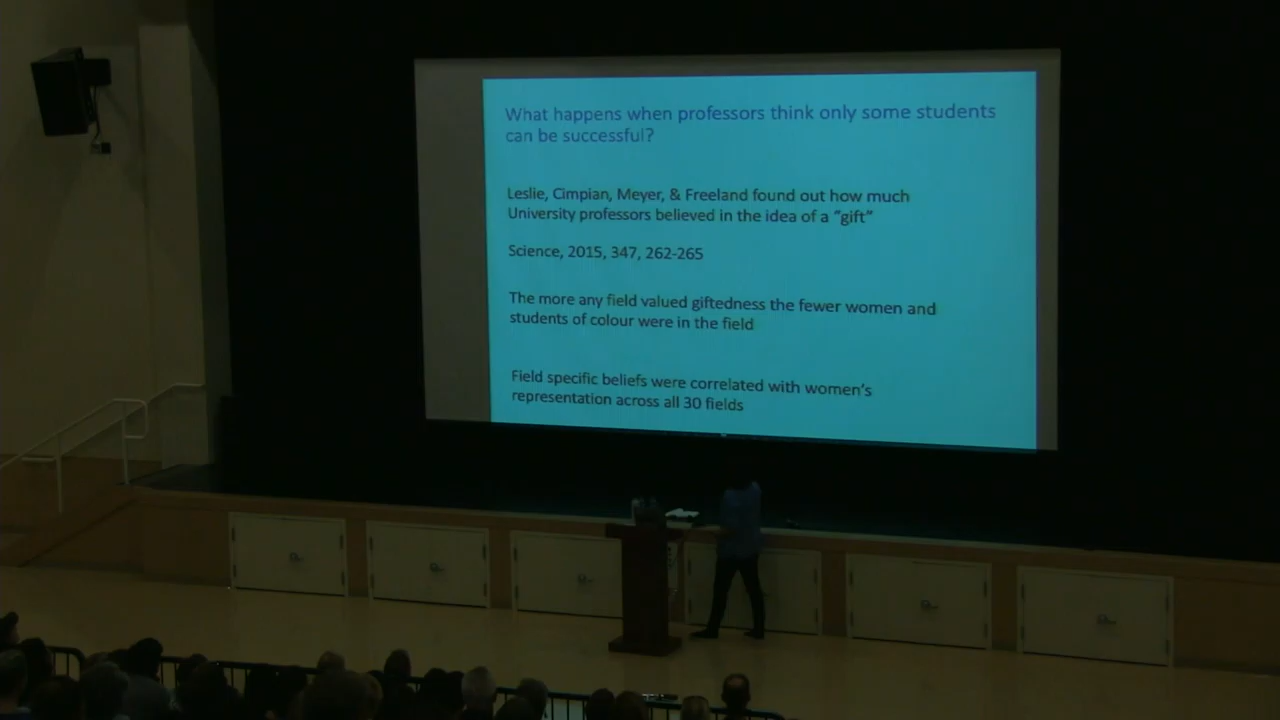 What happens when professors think only some students
can be successful?
Leslie, Cimpian, Meyer, & Freeland found out how much
University professors believed in the idea of a "gift"
Science, 2015, 347, 262-265
The more any field valued giftedness the fewer women and
students of colour were in the field
Field specific beliefs were correlated with women's
representation across all 30 fields